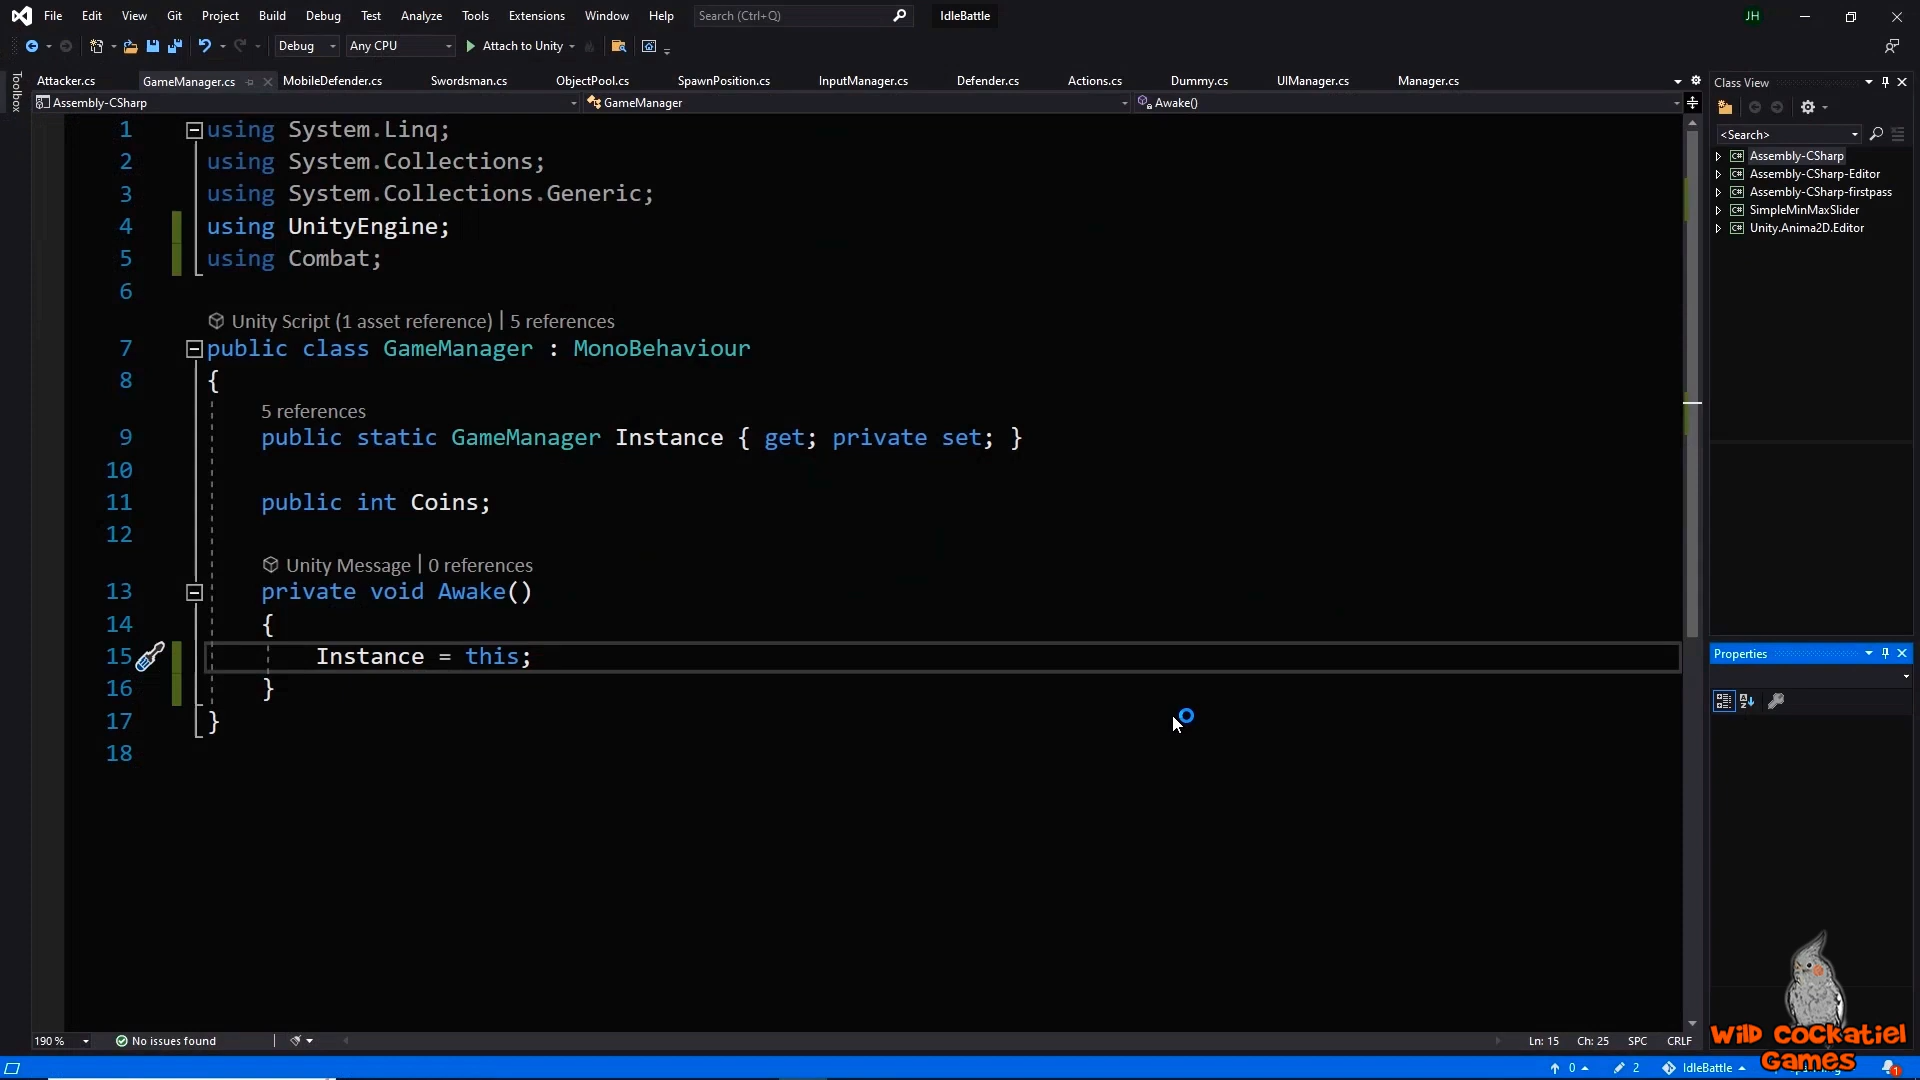 File Edit View Git Project Build Debug Test Analyze Tools Extensions Window Help Search (Ctrl+Q) IdleBattle JH
Debug Any CPU Attach to Unity
Attacker.cs GameManager.cs MobileDefender.cs Swordsman.cs ObjectPool.cs SpawnPosition.cs InputManager.cs Defender.cs Actions.cs Dummy.cs UIManager.cs Manager.cs
Assembly-CSharp GameManager Awake()
Toolbox
1 using System.Linq;
2 using System.Collections;
3 using System.Collections.Generic;
4 using UnityEngine;
5 using Combat;
6
Unity Script (1 asset reference) | 5 references
7 public class GameManager : MonoBehaviour
8 {
5 references
9 public static GameManager Instance { get; private set; }
10
11 public int Coins;
12
Unity Message | 0 references
13 private void Awake()
14 {
15 Instance = this;
16 }
17 }
18
Class View
<Search>
C# Assembly-CSharp
C# Assembly-CSharp-Editor
C# Assembly-CSharp-firstpass
C# SimpleMinMaxSlider
C# Unity.Anima2D.Editor
Properties
190 % No issues found Ln: 15 Ch: 25 SPC CRLF
0 2 IdleBattle 1
Wild Cockatiel
Games